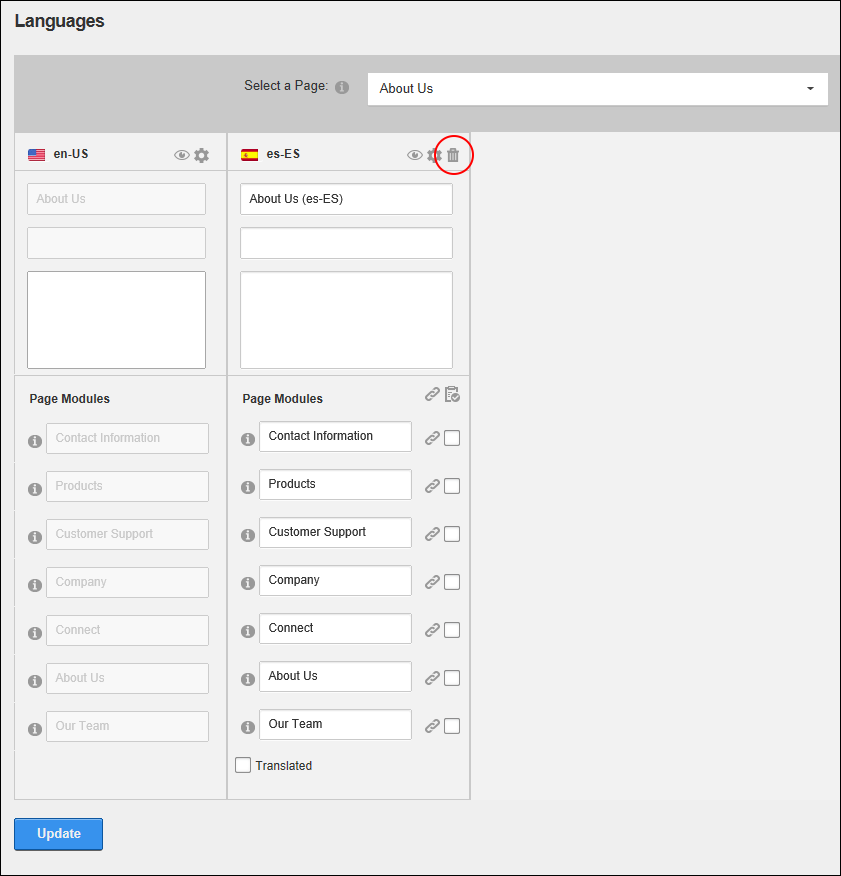 Languages
Select a Page:
About Us
en-US
es-ES
About Us
About Us (es-ES)
Page Modules
Page Modules
Contact Information
Contact Information
Products
Products
Customer Support
Customer Support
Company
Company
Connect
Connect
About Us
About Us
Our Team
Our Team
Translated
Update